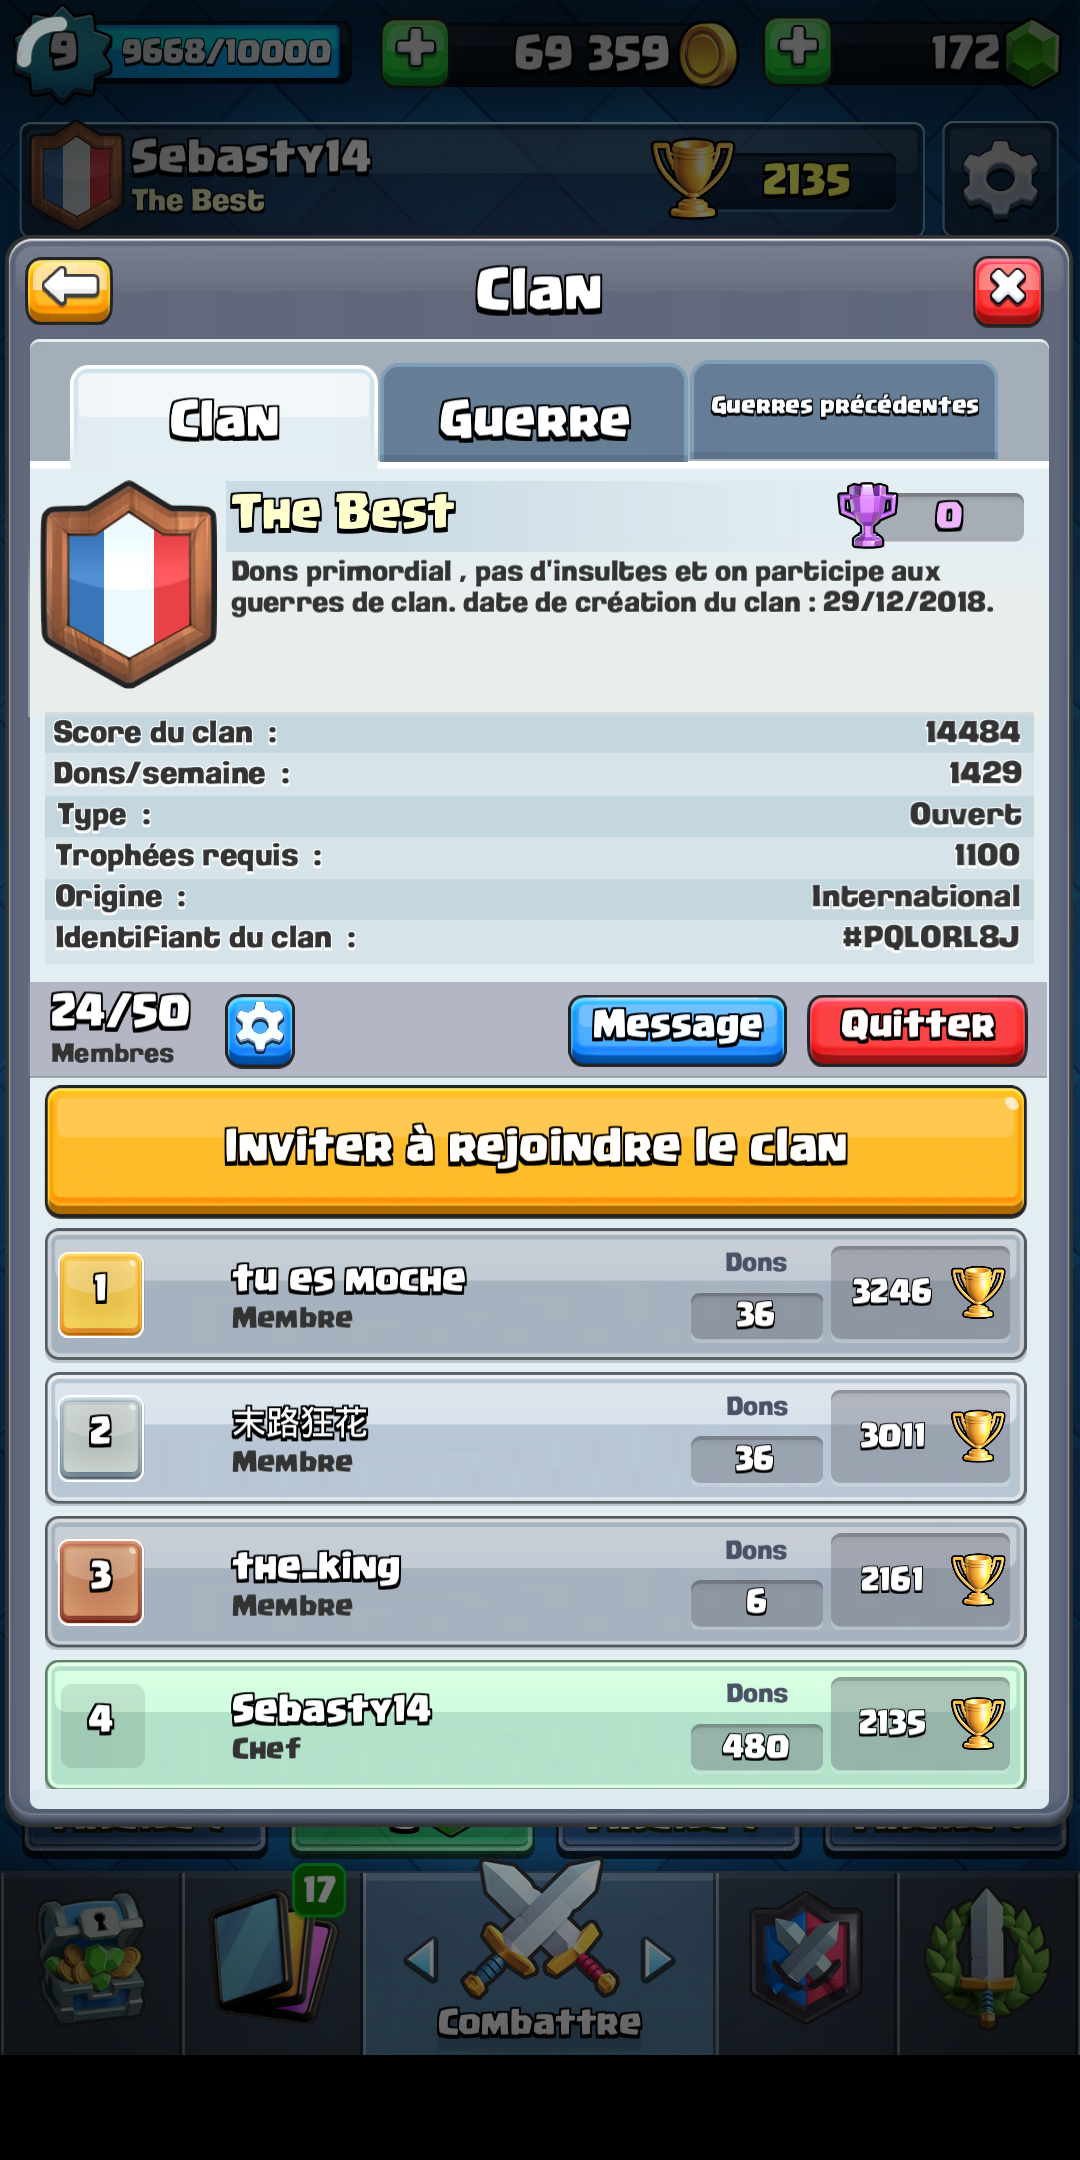 9
9668/10000
69 359
172
Sebasty14
The Best
2135
Clan
Clan
Guerre
Guerres précédentes
The Best
0
Dons primordial , pas d'insultes et on participe aux
guerres de clan. date de création du clan : 29/12/2018.
Score du clan :
14484
Dons/semaine :
1429
Type :
Ouvert
Trophées requis :
1100
Origine :
International
Identifiant du clan :
#PQL0RL8J
24/50
Membres
Message
Quitter
Inviter à rejoindre le clan
1
tu es moche
Membre
Dons
36
3246
2
末路狂花
Membre
Dons
36
3011
3
the_king
Membre
Dons
6
2161
4
Sebasty14
Chef
Dons
480
2135
17
Combattre